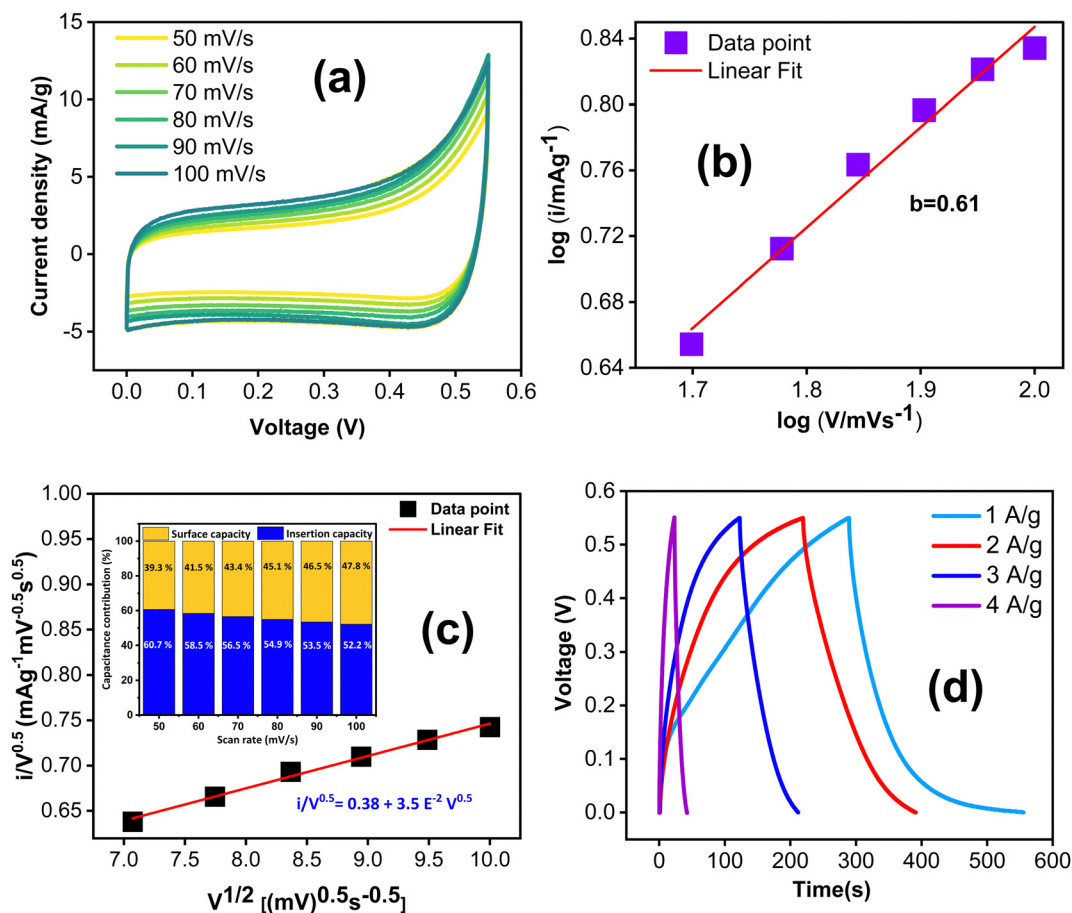 15
10
5
0
-5
Current density (mA/g)
50 mV/s
60 mV/s
70 mV/s
80 mV/s
90 mV/s
100 mV/s
(a)
0.0 0.1 0.2 0.3 0.4 0.5 0.6
Voltage (V)
0.84
0.80
0.76
0.72
0.68
0.64
log (i/mAg⁻¹)
Data point
Linear Fit
(b)
b=0.61
1.7 1.8 1.9 2.0
log (V/mVs⁻¹)
1.00
0.95
0.90
0.85
0.80
0.75
0.70
0.65
i/V^0.5 (mAg⁻¹mV^-0.5s^0.5)
Data point
Linear Fit
Surface capacity Insertion capacity
100
80
60
40
20
0
Capacitance contribution (%)
39.3 % 41.5 % 43.4 % 45.1 % 46.5 % 47.8 %
60.7 % 58.5 % 56.5 % 54.9 % 53.5 % 52.2 %
50 60 70 80 90 100
Scan rate (mV/s)
(c)
i/V^0.5= 0.38 + 3.5 E^-2 V^0.5
7.0 7.5 8.0 8.5 9.0 9.5 10.0
V^1/2 [(mV)^0.5s^-0.5]
0.6
0.5
0.4
0.3
0.2
0.1
0.0
Voltage (V)
1 A/g
2 A/g
3 A/g
4 A/g
(d)
0 100 200 300 400 500 600
Time(s)